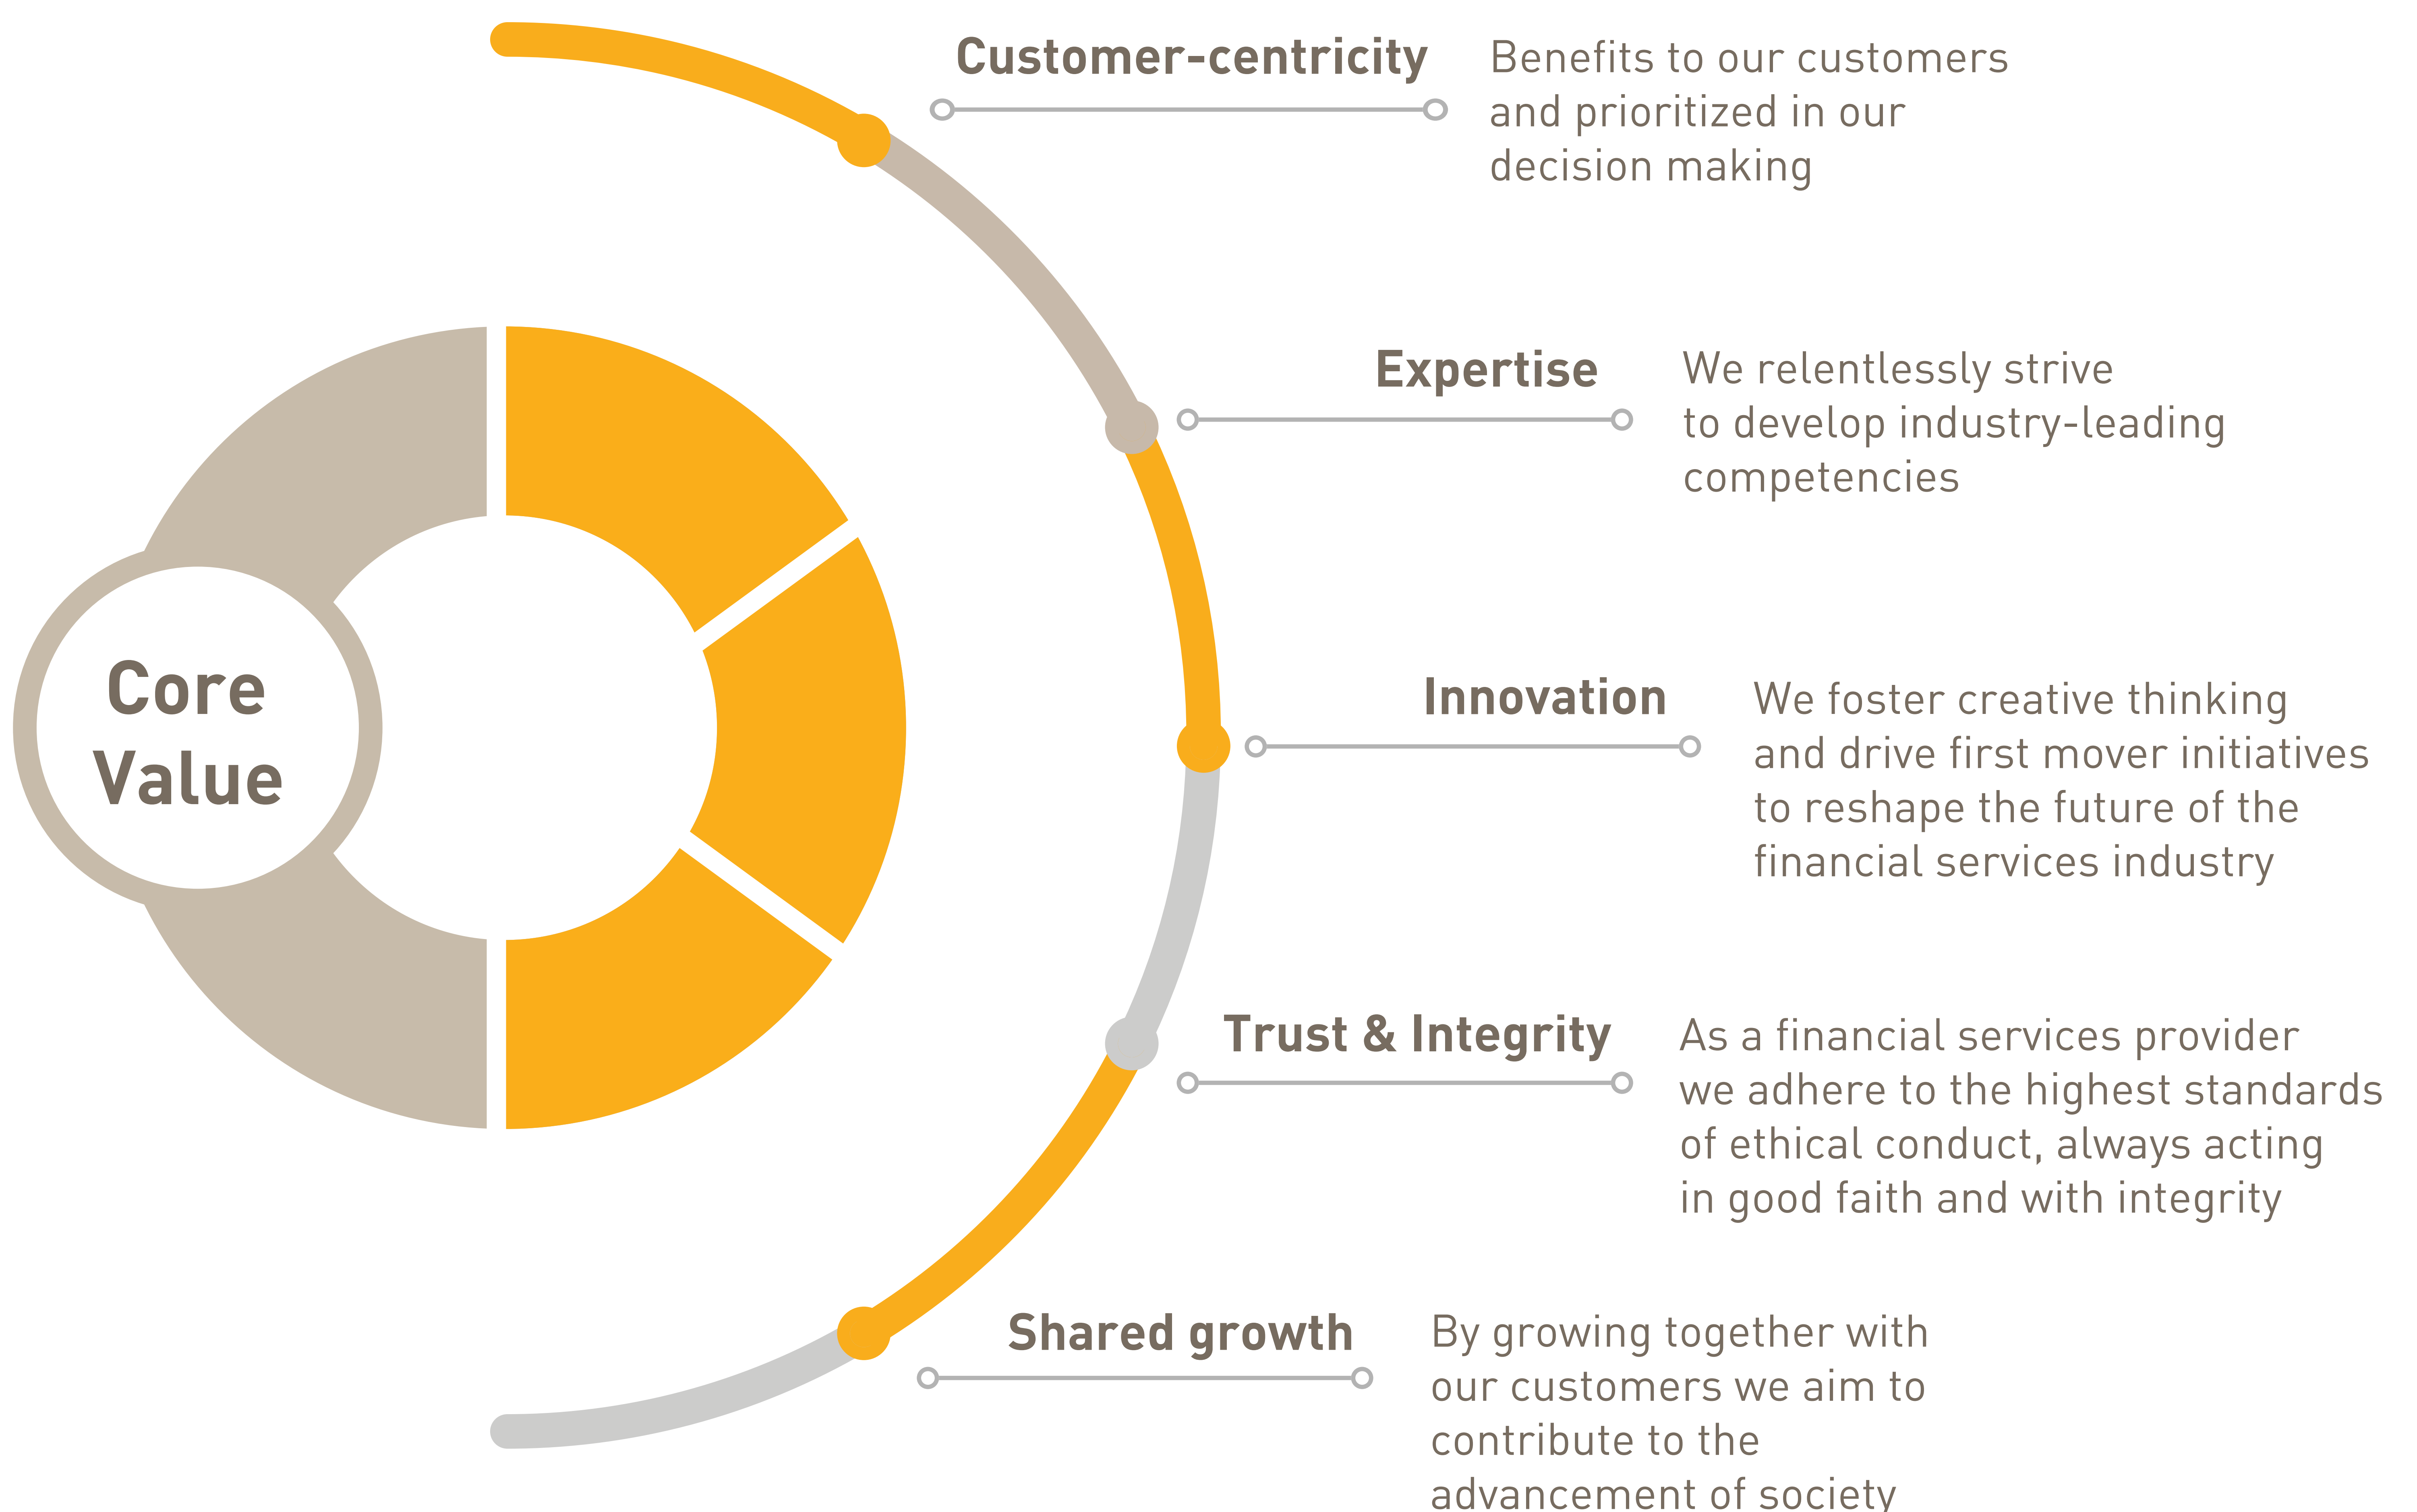 Core
Value
Customer-centricity
Benefits to our customers
and prioritized in our
decision making
Expertise
We relentlessly strive
to develop industry-leading
competencies
Innovation
We foster creative thinking
and drive first mover initiatives
to reshape the future of the
financial services industry
Trust & Integrity
As a financial services provider
we adhere to the highest standards
of ethical conduct, always acting
in good faith and with integrity
Shared growth
By growing together with
our customers we aim to
contribute to the
advancement of society